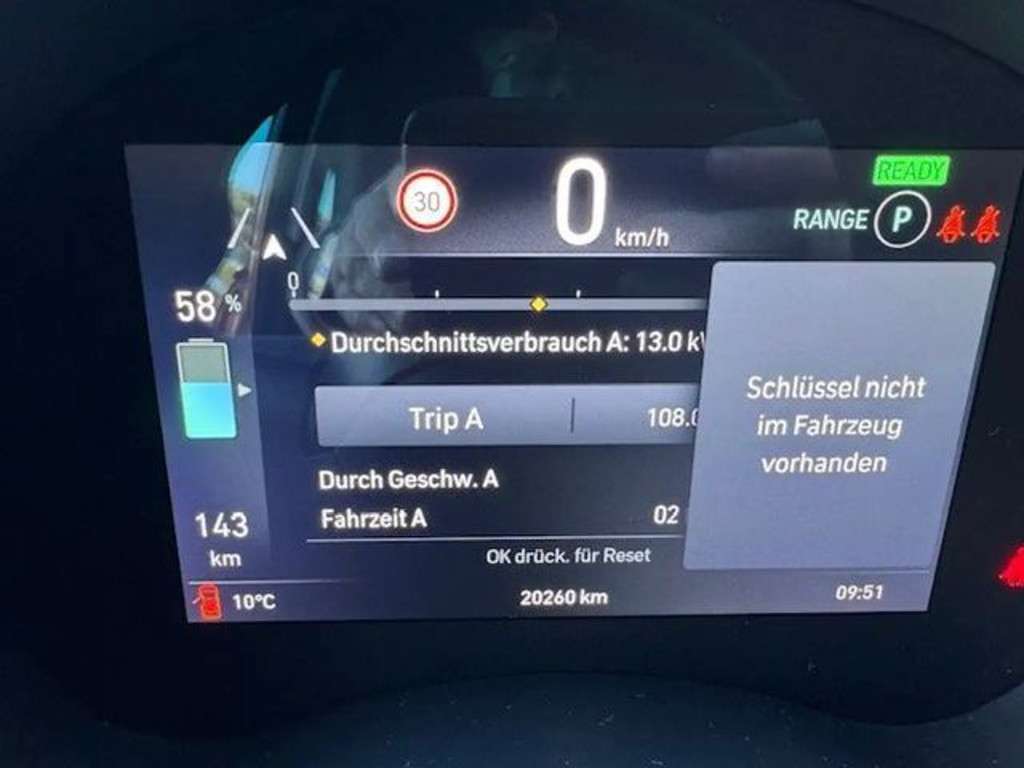 READY
30
0 km/h
RANGE P
0
58 %
Durchschnittsverbrauch A: 13.0
Trip A 108.0
Schlüssel nicht
im Fahrzeug
vorhanden
Durch Geschw. A
Fahrzeit A 02
143
km
OK drück. für Reset
10°C 20260 km 09:51